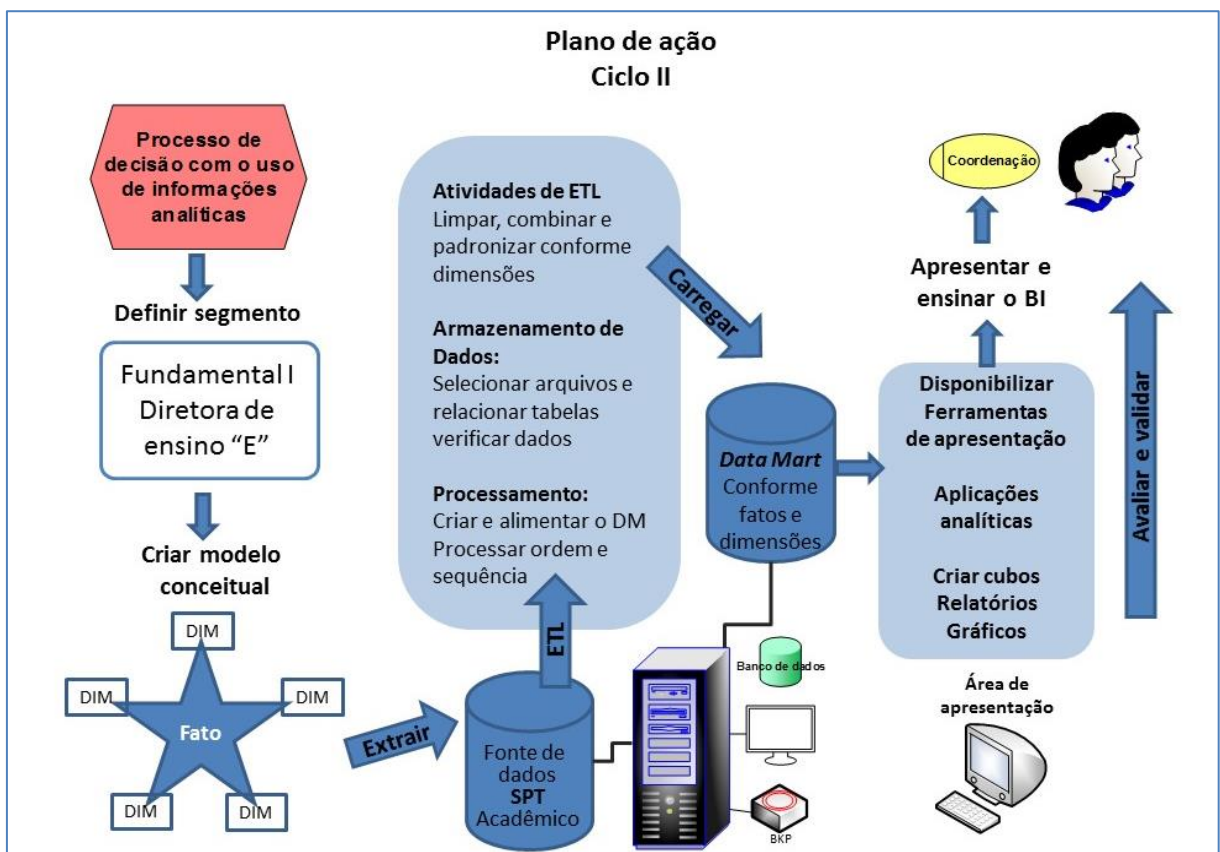 Plano de ação
Ciclo II
Processo de
decisão com o uso
de informações
analíticas
Definir segmento
Fundamental I
Diretora de
ensino “E”
Criar modelo
conceitual
DIM
DIM
DIM
Fato
DIM
DIM
Extrair
Fonte de
dados
SPT
Acadêmico
ETL
Atividades de ETL
Limpar, combinar e
padronizar conforme
dimensões
Armazenamento de
Dados:
Selecionar arquivos e
relacionar tabelas
verificar dados
Processamento:
Criar e alimentar o DM
Processar ordem e
sequência
Carregar
Data Mart
Conforme
fatos e
dimensões
Banco de dados
BKP
Disponibilizar
Ferramentas
de apresentação
Aplicações
analíticas
Criar cubos
Relatórios
Gráficos
Área de
apresentação
Apresentar e
ensinar o BI
Coordenação
Avaliar e validar